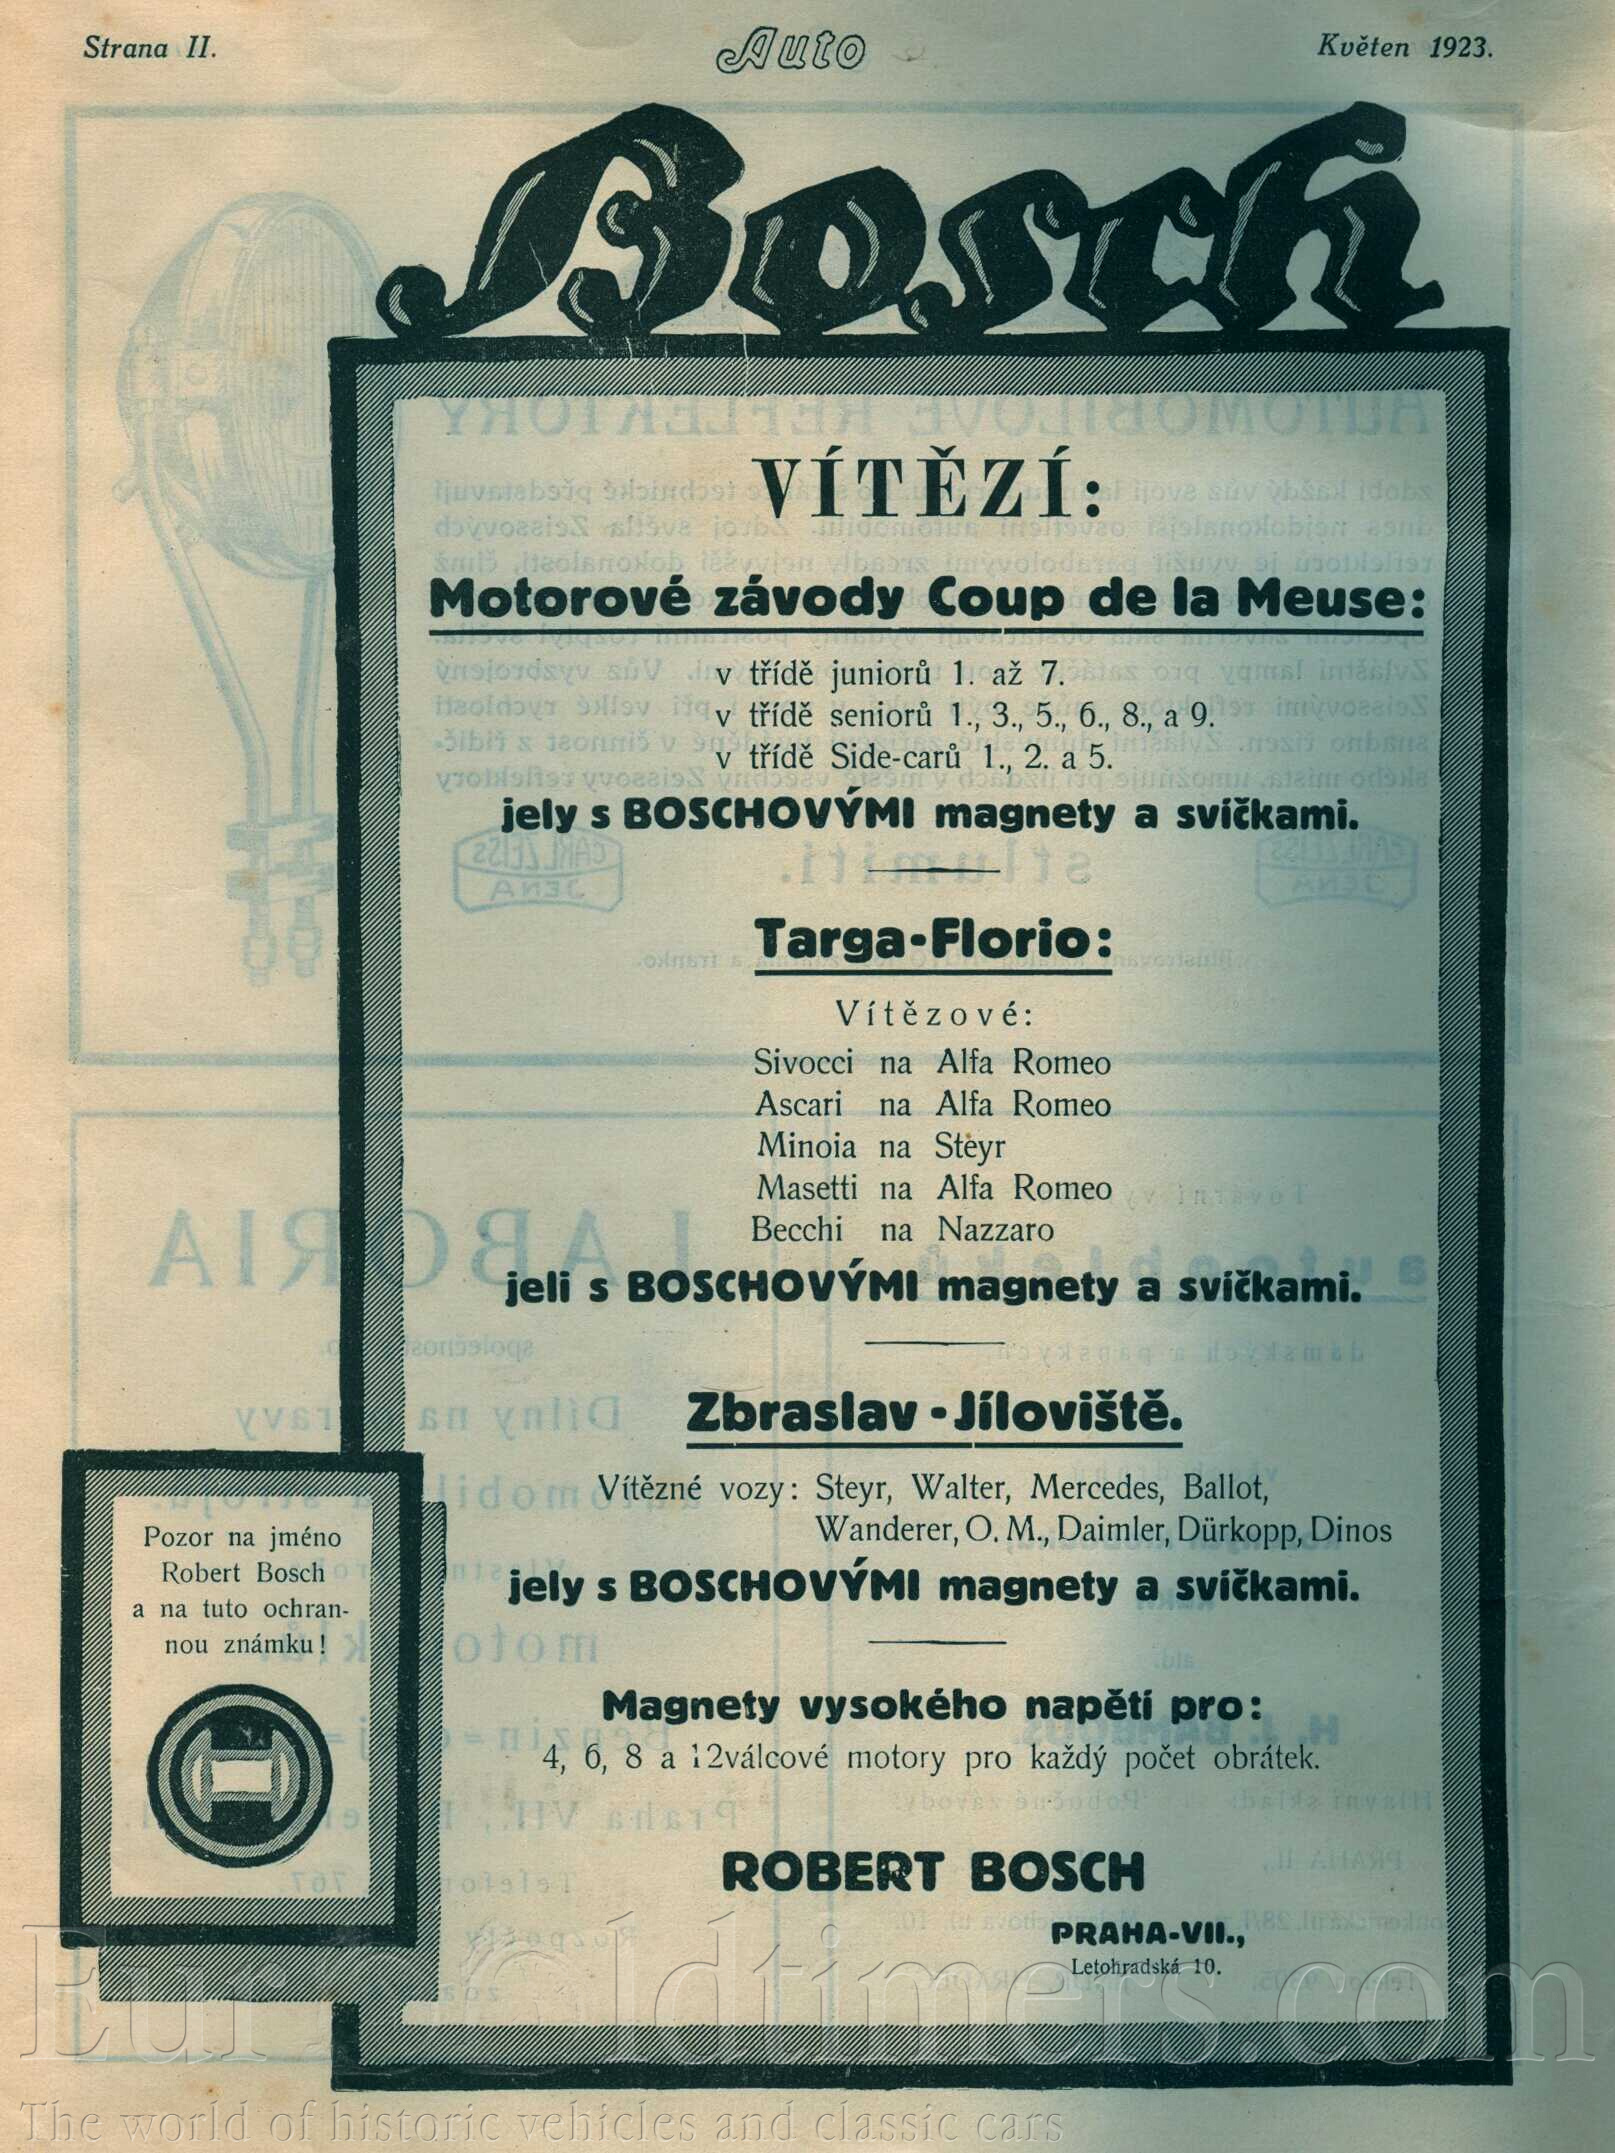 Strana II.
Auto
Květen 1923.
Bosch
VÍTĚZÍ:
Motorové závody Coup de la Meuse:
v třídě juniorů 1. až 7.
v třídě seniorů 1., 3., 5., 6., 8., a 9.
v třídě Side-carů 1., 2. a 5.
jely s BOSCHOVÝMI magnety a svíčkami.
Targa-Florio:
Vítězové:
Sivocci na Alfa Romeo
Ascari na Alfa Romeo
Minoia na Steyr
Masetti na Alfa Romeo
Becchi na Nazzaro
jeli s BOSCHOVÝMI magnety a svíčkami.
Zbraslav-Jíloviště.
Vítězné vozy: Steyr, Walter, Mercedes, Ballot,
Wanderer, O. M., Daimler, Dürkopp, Dinos
jely s BOSCHOVÝMI magnety a svíčkami.
Magnety vysokého napětí pro:
4, 6, 8 a 12válcové motory pro každý počet obrátek.
ROBERT BOSCH
PRAHA-VII.,
Letohradská 10.
Pozor na jméno
Robert Bosch
a na tuto ochran-
nou známku!
EuroOldtimers.com
The world of historic vehicles and classic cars